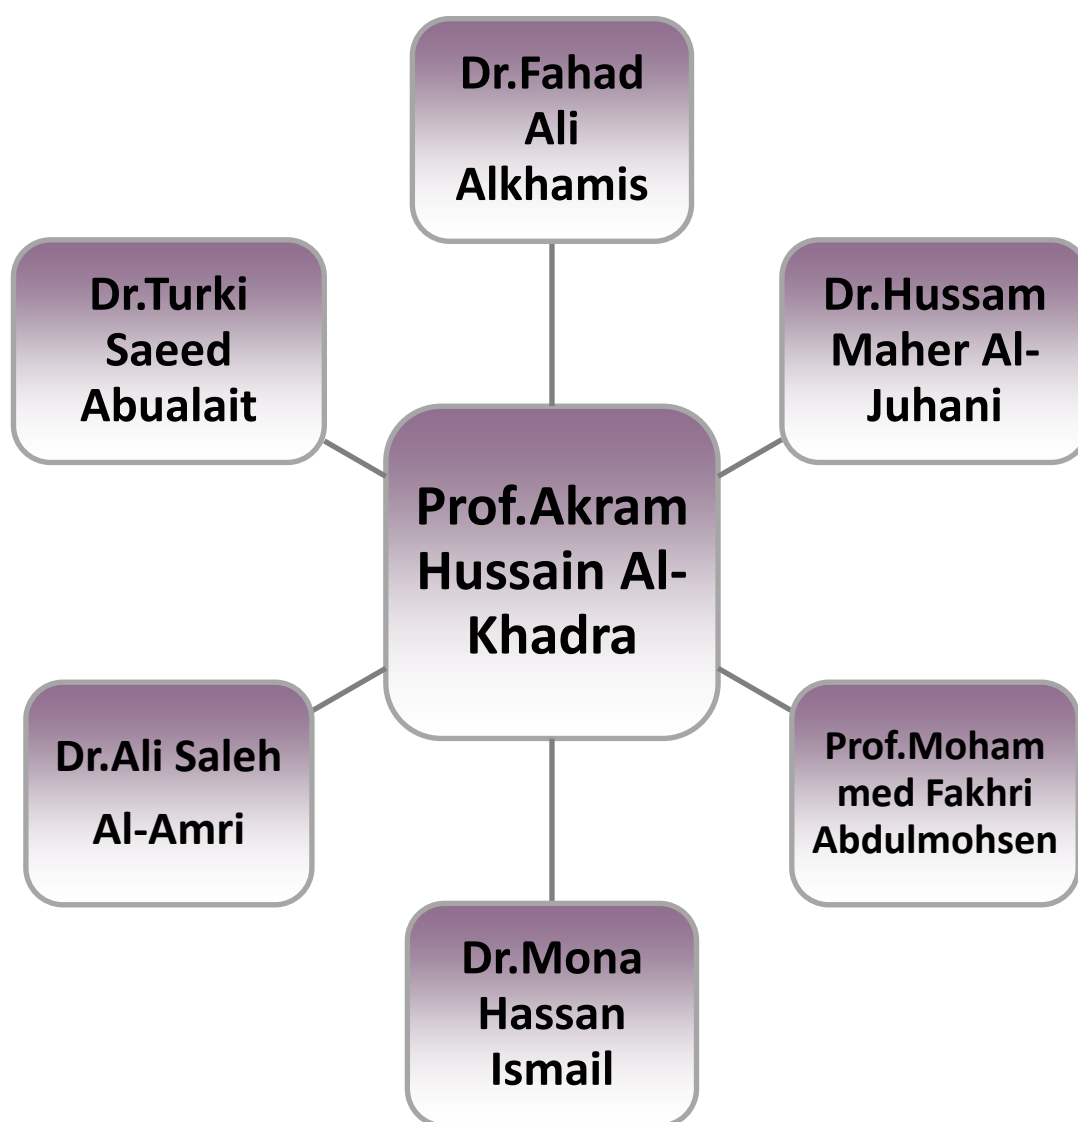 Dr.Fahad
Ali
Alkhamis
Dr.Turki
Saeed
Abualait
Dr.Hussam
Maher Al-
Juhani
Prof.Akram
Hussain Al-
Khadra
Dr.Ali Saleh
Al-Amri
Prof.Moham
med Fakhri
Abdulmohsen
Dr.Mona
Hassan
Ismail